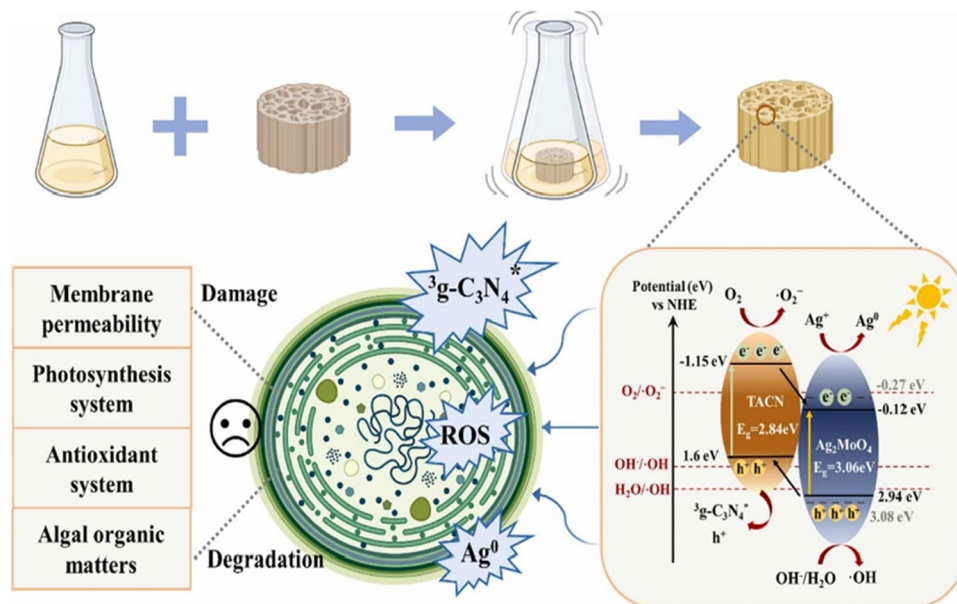 Membrane
permeability
Photosynthesis
system
Antioxidant
system
Algal organic
matters
Damage
Degradation
³g-C₃N₄*
ROS
Ag⁰
Potential (eV)
vs NHE
O₂
·O₂⁻
Ag⁺
Ag⁰
e⁻ e⁻ e⁻
-1.15 eV
O₂/·O₂⁻
TACN
E_g=2.84eV
e⁻ e⁻
-0.27 eV
-0.12 eV
Ag₂MoO₄
E_g=3.06eV
1.6 eV
OH⁻/·OH
h⁺ h⁺
H₂O/·OH
2.94 eV
h⁺ h⁺ h⁺
3.08 eV
³g-C₃N₄*
h⁺
OH⁻/H₂O
·OH